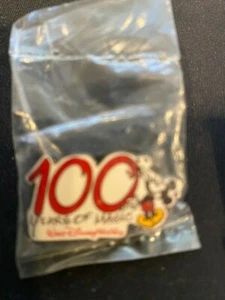 100
YEARS OF MAGIC
Walt Disney World